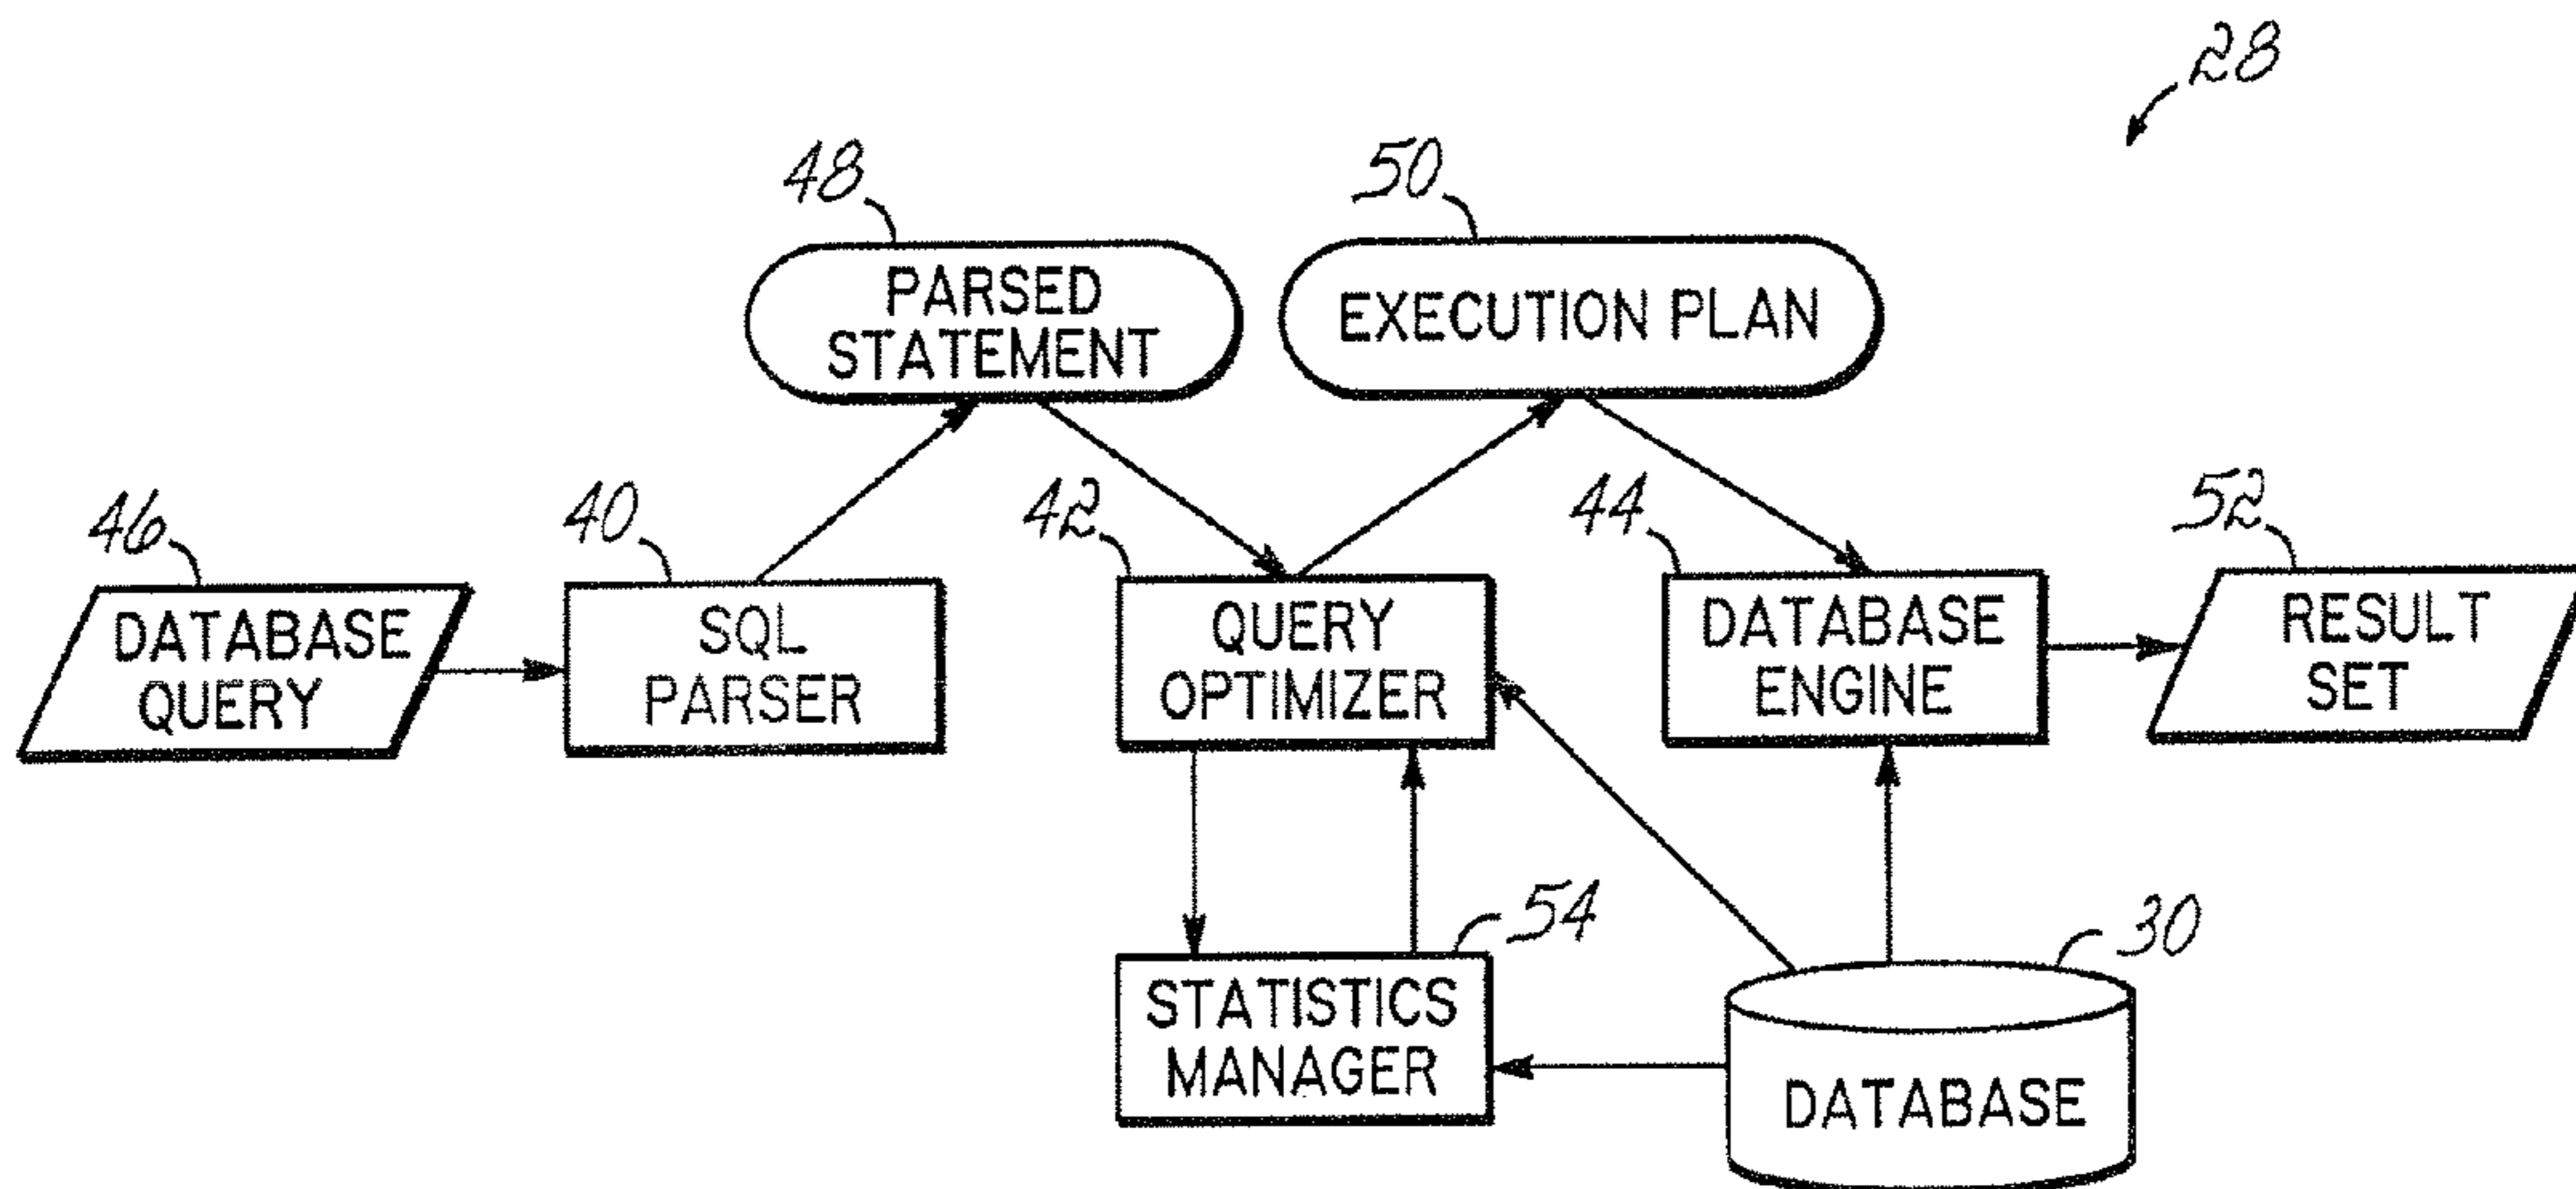 28
48
50
PARSED
STATEMENT
EXECUTION PLAN
46
40
42
44
52
DATABASE
QUERY
SQL
PARSER
QUERY
OPTIMIZER
DATABASE
ENGINE
RESULT
SET
54
30
STATISTICS
MANAGER
DATABASE